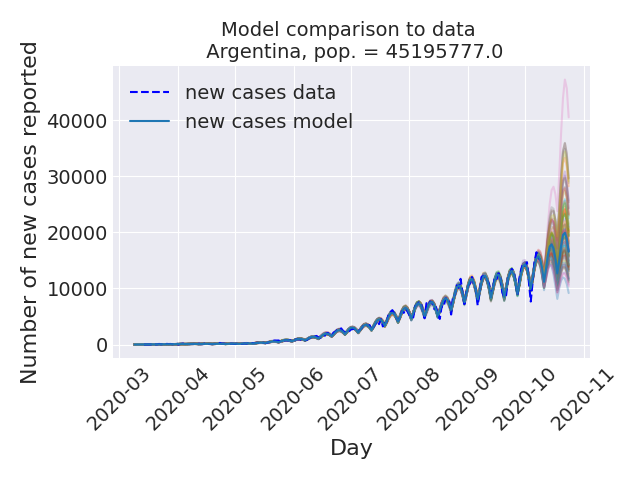 Model comparison to data
Argentina, pop. = 45195777.0
new cases data
new cases model
Number of new cases reported
40000
30000
20000
10000
0
2020-03
2020-04
2020-05
2020-06
2020-07
2020-08
2020-09
2020-10
2020-11
Day